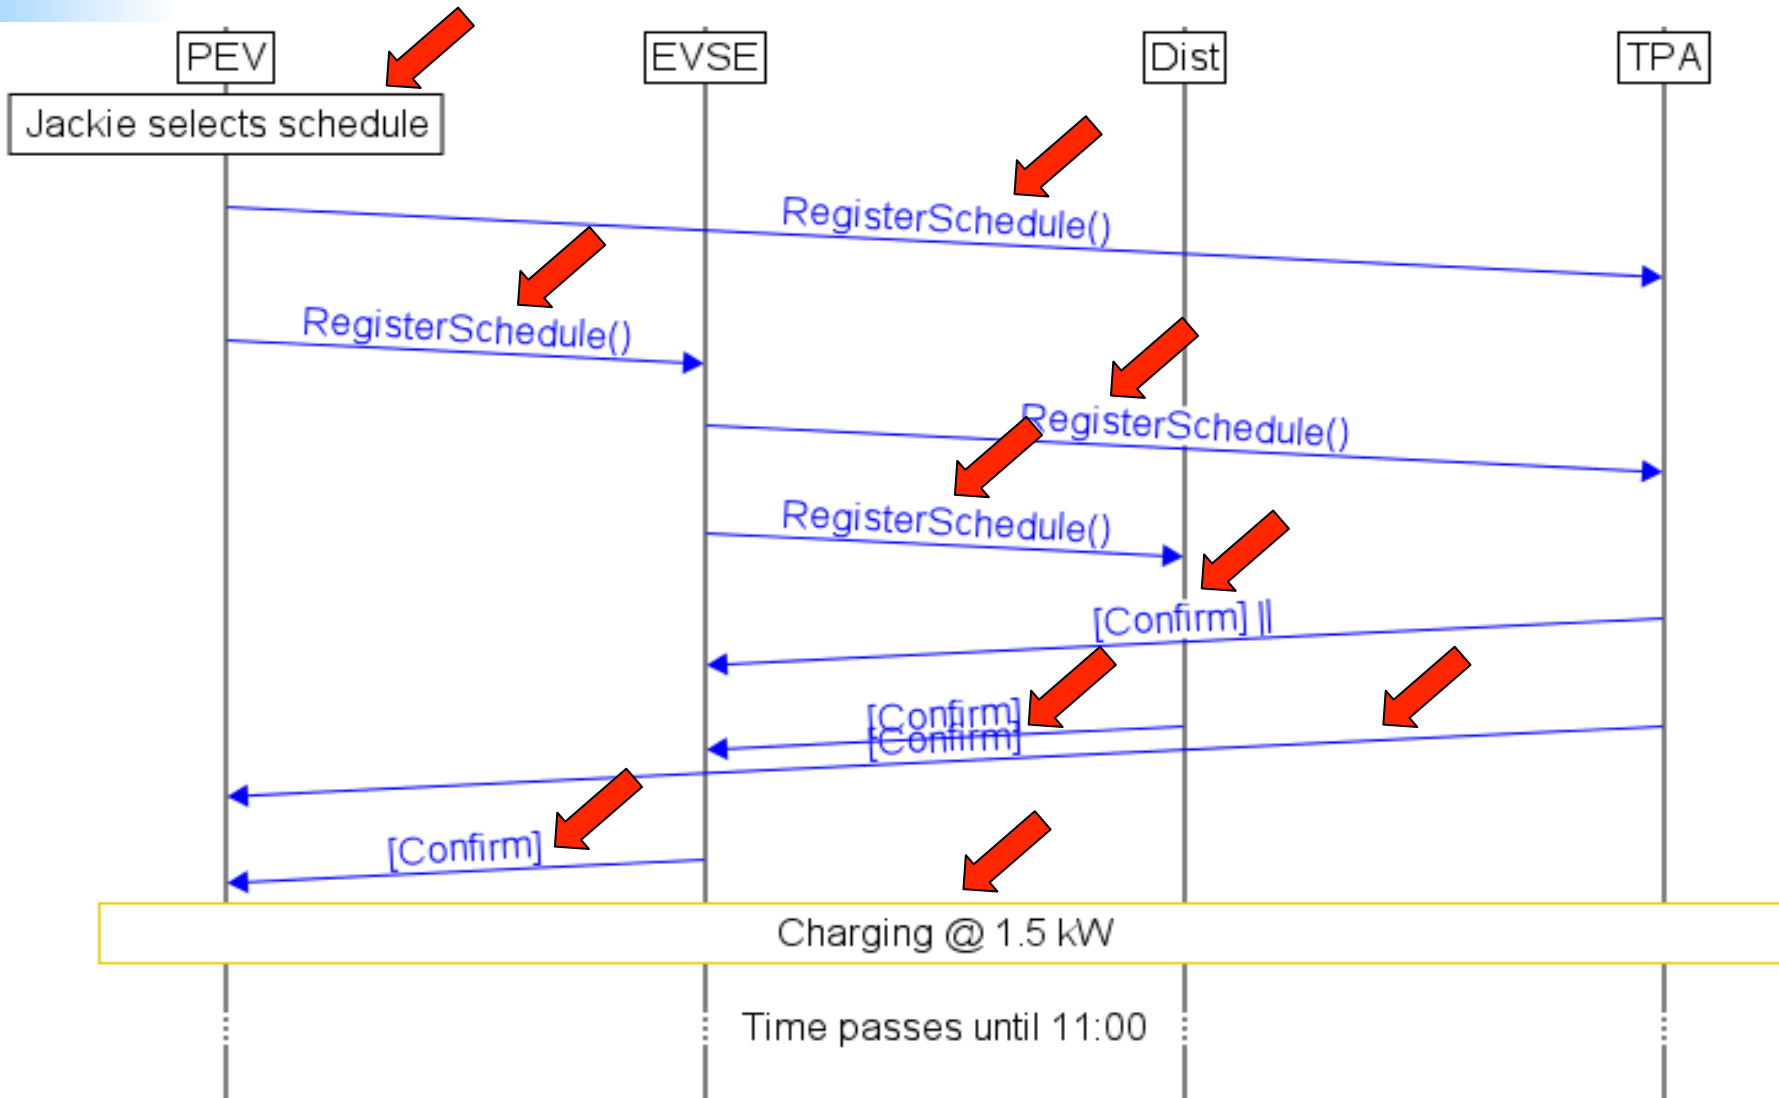 PEV EVSE Dist TPA
Jackie selects schedule
RegisterSchedule()
RegisterSchedule()
RegisterSchedule()
RegisterSchedule()
[Confirm] ||
[Confirm]
[Confirm]
[Confirm]
Charging @ 1.5 kW
Time passes until 11:00